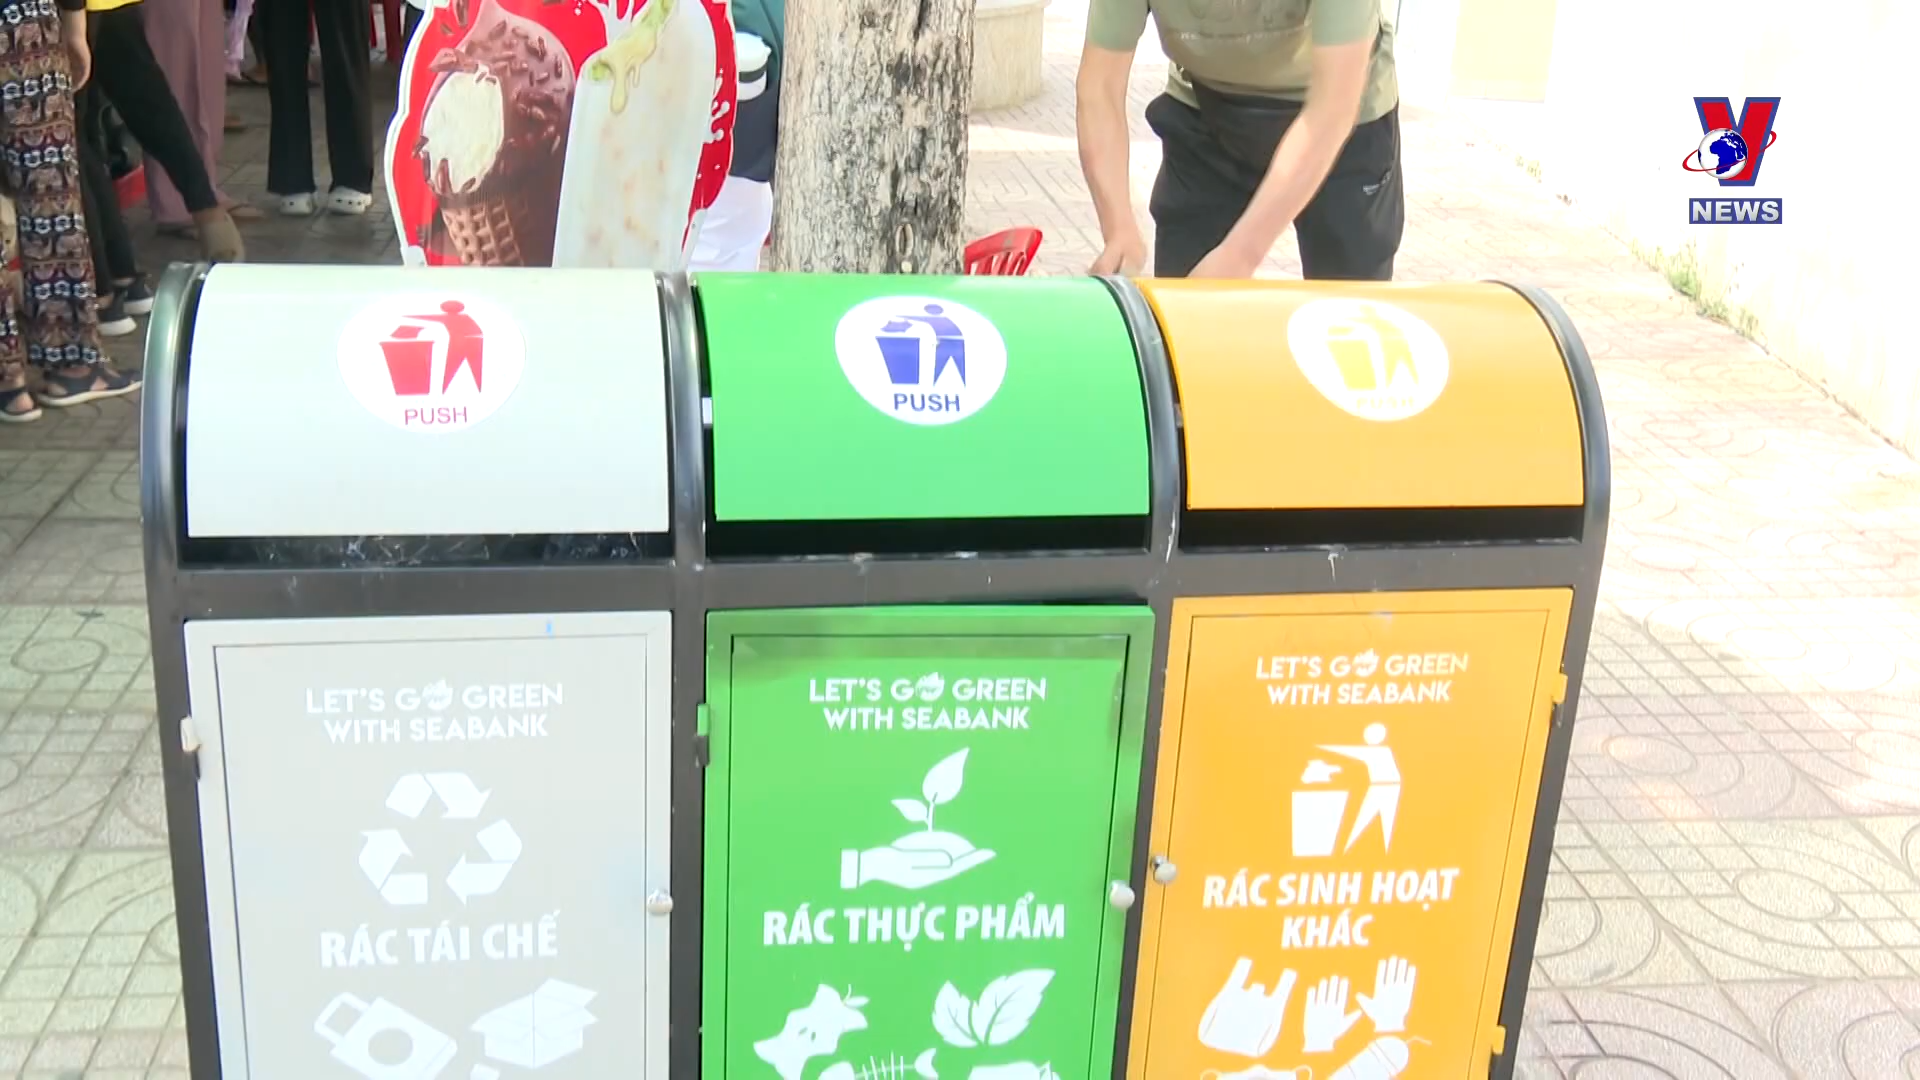 V
NEWS
PUSH
PUSH
PUSH
LET'S GO GREEN
WITH SEABANK
RÁC TÁI CHẾ
LET'S GO GREEN
WITH SEABANK
RÁC THỰC PHẨM
LET'S GO GREEN
WITH SEABANK
RÁC SINH HOẠT
KHÁC